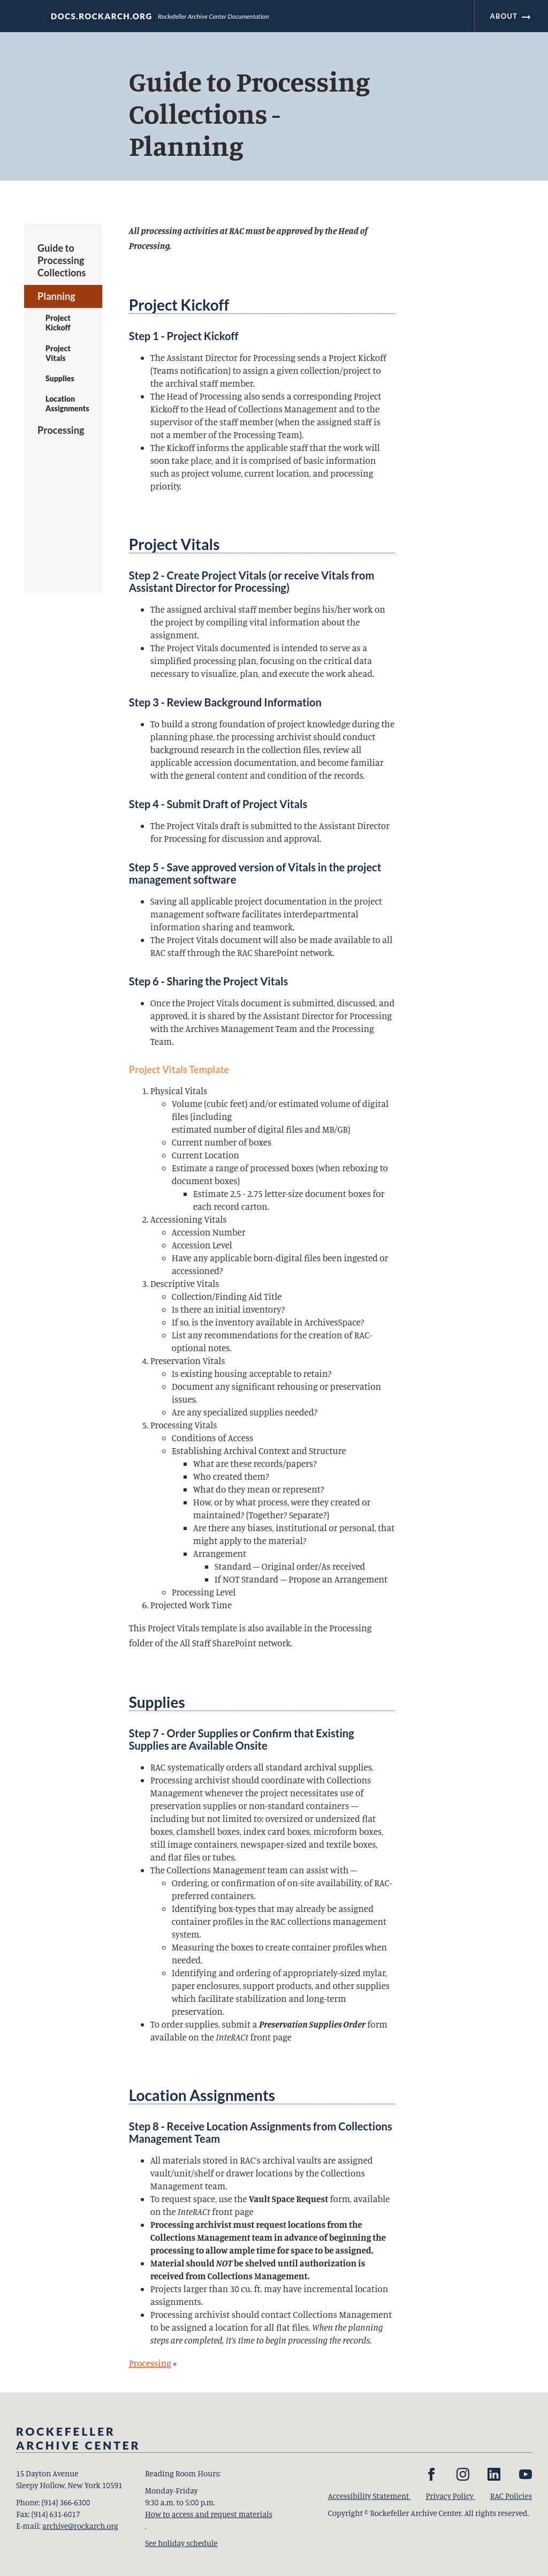 DOCS.ROCKARCH.ORG Rockefeller Archive Center Documentation
ABOUT →
Guide to Processing
Collections -
Planning
Guide to
Processing
Collections
Planning
Project
Kickoff
Project
Vitals
Supplies
Location
Assignments
Processing
All processing activities at RAC must be approved by the Head of
Processing.
Project Kickoff
Step 1 - Project Kickoff
• The Assistant Director for Processing sends a Project Kickoff
(Teams notification) to assign a given collection/project to
the archival staff member.
• The Head of Processing also sends a corresponding Project
Kickoff to the Head of Collections Management and to the
supervisor of the staff member (when the assigned staff is
not a member of the Processing Team).
• The Kickoff informs the applicable staff that the work will
soon take place, and it is comprised of basic information
such as project volume, current location, and processing
priority.
Project Vitals
Step 2 - Create Project Vitals (or receive Vitals from
Assistant Director for Processing)
• The assigned archival staff member begins his/her work on
the project by compiling vital information about the
assignment.
• The Project Vitals documented is intended to serve as a
simplified processing plan, focusing on the critical data
necessary to visualize, plan, and execute the work ahead.
Step 3 - Review Background Information
• To build a strong foundation of project knowledge during the
planning phase, the processing archivist should conduct
background research in the collection files, review all
applicable accession documentation, and become familiar
with the general content and condition of the records.
Step 4 - Submit Draft of Project Vitals
• The Project Vitals draft is submitted to the Assistant Director
for Processing for discussion and approval.
Step 5 - Save approved version of Vitals in the project
management software
• Saving all applicable project documentation in the project
management software facilitates interdepartmental
information sharing and teamwork.
• The Project Vitals document will also be made available to all
RAC staff through the RAC SharePoint network.
Step 6 - Sharing the Project Vitals
• Once the Project Vitals document is submitted, discussed, and
approved, it is shared by the Assistant Director for Processing
with the Archives Management Team and the Processing
Team.
Project Vitals Template
1. Physical Vitals
◦ Volume (cubic feet) and/or estimated volume of digital
files (including
estimated number of digital files and MB/GB)
◦ Current number of boxes
◦ Current Location
◦ Estimate a range of processed boxes (when reboxing to
document boxes)
▪ Estimate 2.5 - 2.75 letter-size document boxes for
each record carton.
2. Accessioning Vitals
◦ Accession Number
◦ Accession Level
◦ Have any applicable born-digital files been ingested or
accessioned?
3. Descriptive Vitals
◦ Collection/Finding Aid Title
◦ Is there an initial inventory?
◦ If so, is the inventory available in ArchivesSpace?
◦ List any recommendations for the creation of RAC-
optional notes.
4. Preservation Vitals
◦ Is existing housing acceptable to retain?
◦ Document any significant rehousing or preservation
issues.
◦ Are any specialized supplies needed?
5. Processing Vitals
◦ Conditions of Access
◦ Establishing Archival Context and Structure
▪ What are these records/papers?
▪ Who created them?
▪ What do they mean or represent?
▪ How, or by what process, were they created or
maintained? (Together? Separate?)
▪ Are there any biases, institutional or personal, that
might apply to the material?
▪ Arrangement
▪ Standard – Original order/As received
▪ If NOT Standard – Propose an Arrangement
◦ Processing Level
6. Projected Work Time
This Project Vitals template is also available in the Processing
folder of the All Staff SharePoint network.
Supplies
Step 7 - Order Supplies or Confirm that Existing
Supplies are Available Onsite
• RAC systematically orders all standard archival supplies.
• Processing archivist should coordinate with Collections
Management whenever the project necessitates use of
preservation supplies or non-standard containers —
including but not limited to: oversized or undersized flat
boxes, clamshell boxes, index card boxes, microform boxes,
still image containers, newspaper-sized and textile boxes,
and flat files or tubes.
• The Collections Management team can assist with –
◦ Ordering, or confirmation of on-site availability, of RAC-
preferred containers.
◦ Identifying box-types that may already be assigned
container profiles in the RAC collections management
system.
◦ Measuring the boxes to create container profiles when
needed.
◦ Identifying and ordering of appropriately-sized mylar,
paper enclosures, support products, and other supplies
which facilitate stabilization and long-term
preservation.
• To order supplies, submit a Preservation Supplies Order form
available on the InteRACt front page
Location Assignments
Step 8 - Receive Location Assignments from Collections
Management Team
• All materials stored in RAC's archival vaults are assigned
vault/unit/shelf or drawer locations by the Collections
Management team.
• To request space, use the Vault Space Request form, available
on the InteRACt front page
• Processing archivist must request locations from the
Collections Management team in advance of beginning the
processing to allow ample time for space to be assigned.
• Material should NOT be shelved until authorization is
received from Collections Management.
• Projects larger than 30 cu. ft. may have incremental location
assignments.
• Processing archivist should contact Collections Management
to be assigned a location for all flat files. When the planning
steps are completed, it's time to begin processing the records.
Processing »
ROCKEFELLER
ARCHIVE CENTER
15 Dayton Avenue
Sleepy Hollow, New York 10591
Phone: (914) 366-6300
Fax: (914) 631-6017
E-mail: archive@rockarch.org
Reading Room Hours:
Monday-Friday
9:30 a.m. to 5:00 p.m.
How to access and request materials
.
See holiday schedule
Accessibility Statement Privacy Policy RAC Policies
Copyright © Rockefeller Archive Center. All rights reserved.